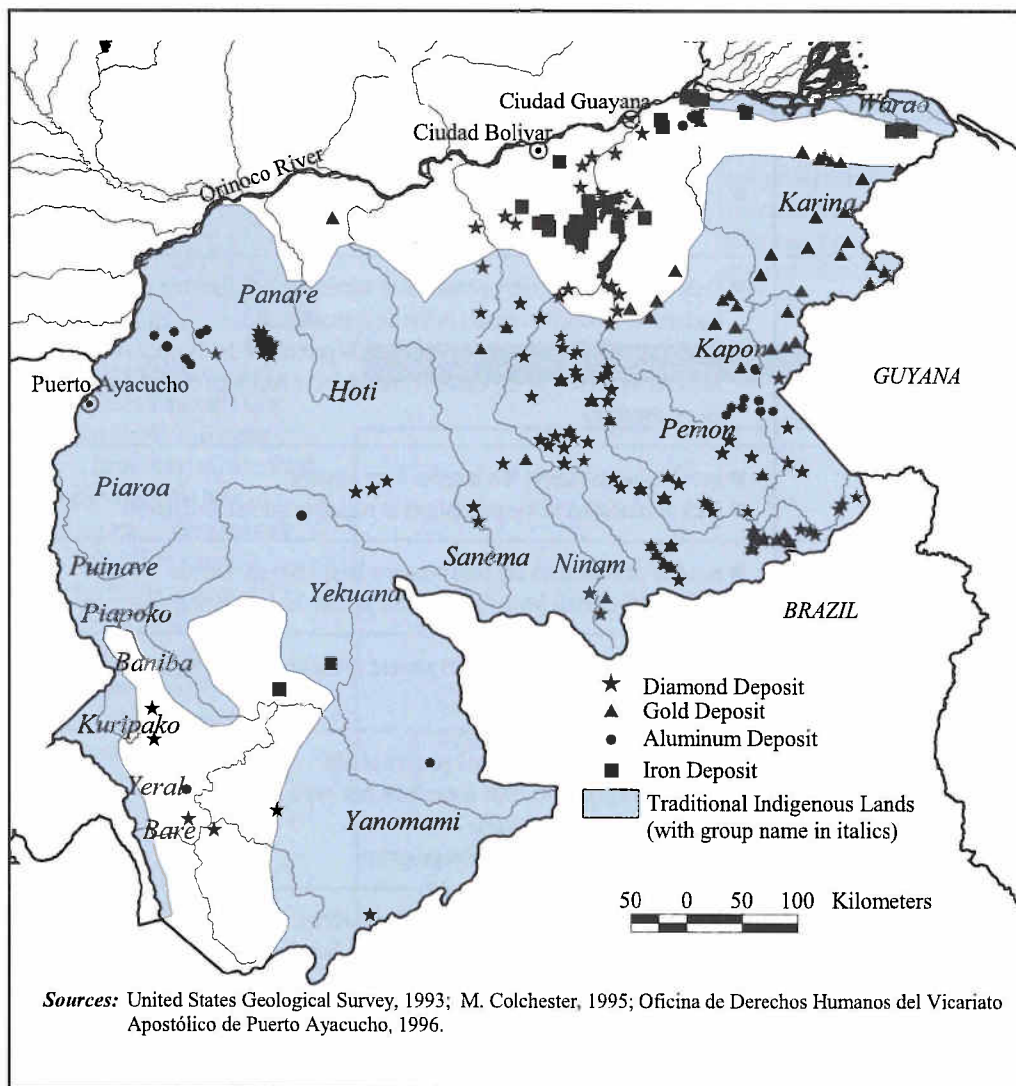 Ciudad Guayana
Warao
Ciudad Bolivar
Orinoco River
Karina
Panare
Kapon
GUYANA
Puerto Ayacucho
Hoti
Pemon
Piaroa
Sanema
Ninam
Puinave
Yekuana
Piapoko
BRAZIL
Baniba
Kuripako
Yeral
Bare
Yanomami
Diamond Deposit
Gold Deposit
Aluminum Deposit
Iron Deposit
Traditional Indigenous Lands
(with group name in italics)
50 0 50 100 Kilometers
Sources: United States Geological Survey, 1993; M. Colchester, 1995; Oficina de Derechos Humanos del Vicariato
Apostólico de Puerto Ayacucho, 1996.